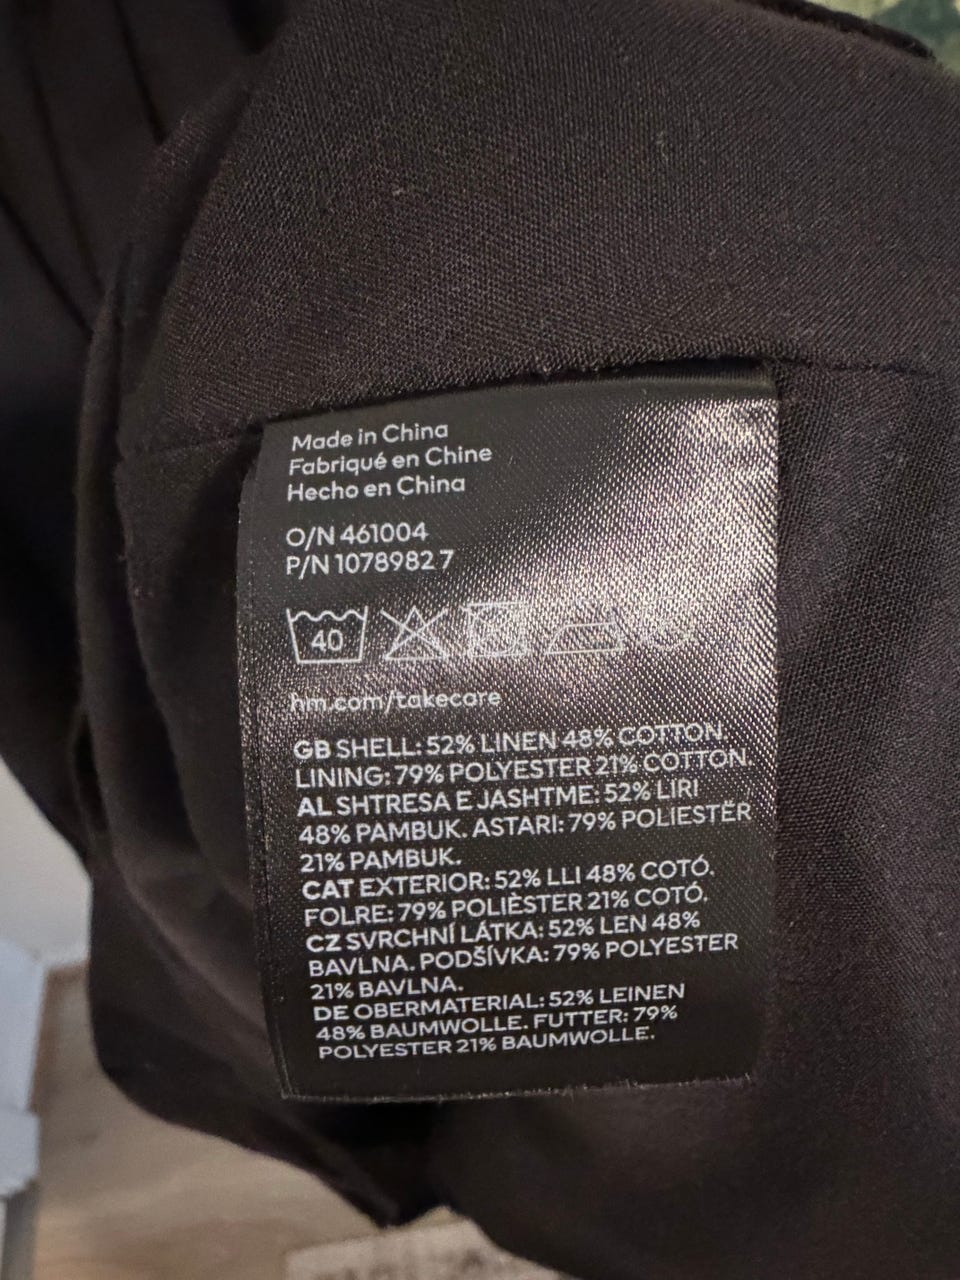 Made in China
Fabriqué en Chine
Hecho en China
O/N 461004
P/N 1078982 7
40
hm.com/takecare
GB SHELL: 52% LINEN 48% COTTON
LINING: 79% POLYESTER 21% COTTON.
AL SHTRESA E JASHTME: 52% LIRI
48% PAMBUK. ASTARI: 79% POLIESTËR
21% PAMBUK.
CAT EXTERIOR: 52% LLI 48% COTÓ.
FOLRE: 79% POLIÈSTER 21% COTÓ.
CZ SVRCHNÍ LÁTKA: 52% LEN 48%
BAVLNA. PODŠÍVKA: 79% POLYESTER
21% BAVLNA.
DE OBERMATERIAL: 52% LEINEN
48% BAUMWOLLE. FUTTER: 79%
POLYESTER 21% BAUMWOLLE.